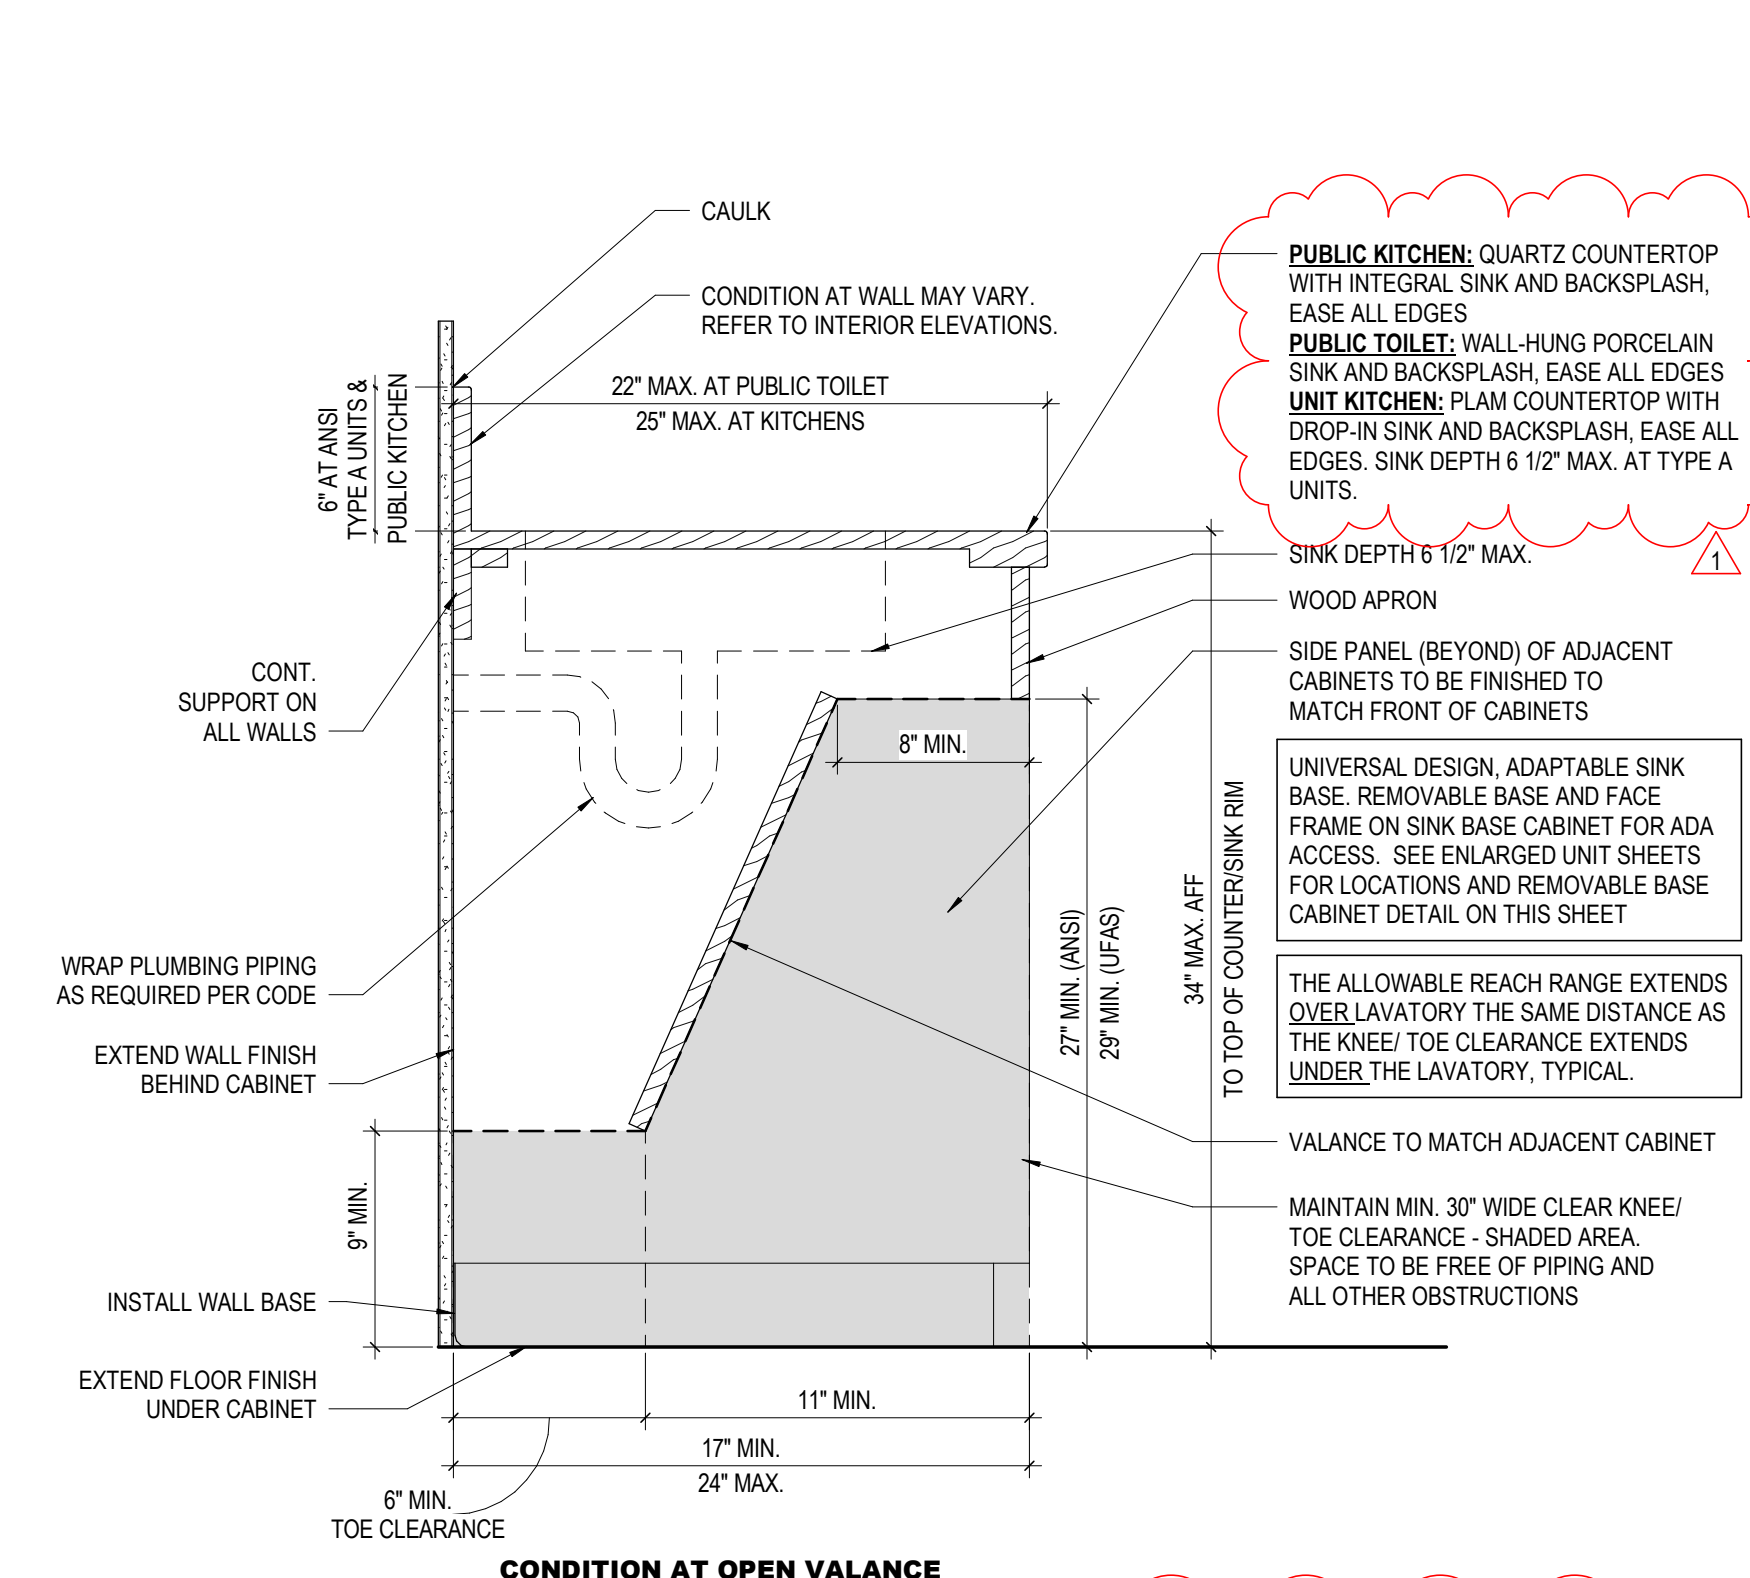 CAULK
CONDITION AT WALL MAY VARY.
REFER TO INTERIOR ELEVATIONS.
22" MAX. AT PUBLIC TOILET
25" MAX. AT KITCHENS
6" AT ANSI
TYPE A UNITS &
PUBLIC KITCHEN
PUBLIC KITCHEN: QUARTZ COUNTERTOP
WITH INTEGRAL SINK AND BACKSPLASH,
EASE ALL EDGES
PUBLIC TOILET: WALL-HUNG PORCELAIN
SINK AND BACKSPLASH, EASE ALL EDGES
UNIT KITCHEN: PLAM COUNTERTOP WITH
DROP-IN SINK AND BACKSPLASH, EASE ALL
EDGES. SINK DEPTH 6 1/2" MAX. AT TYPE A
UNITS.
1
SINK DEPTH 6 1/2" MAX.
WOOD APRON
SIDE PANEL (BEYOND) OF ADJACENT
CABINETS TO BE FINISHED TO
MATCH FRONT OF CABINETS
CONT.
SUPPORT ON
ALL WALLS
8" MIN.
UNIVERSAL DESIGN, ADAPTABLE SINK
BASE. REMOVABLE BASE AND FACE
FRAME ON SINK BASE CABINET FOR ADA
ACCESS. SEE ENLARGED UNIT SHEETS
FOR LOCATIONS AND REMOVABLE BASE
CABINET DETAIL ON THIS SHEET
27" MIN. (ANSI)
29" MIN. (UFAS)
34" MAX. AFF
TO TOP OF COUNTER/SINK RIM
THE ALLOWABLE REACH RANGE EXTENDS
OVER LAVATORY THE SAME DISTANCE AS
THE KNEE/ TOE CLEARANCE EXTENDS
UNDER THE LAVATORY, TYPICAL.
WRAP PLUMBING PIPING
AS REQUIRED PER CODE
EXTEND WALL FINISH
BEHIND CABINET
VALANCE TO MATCH ADJACENT CABINET
MAINTAIN MIN. 30" WIDE CLEAR KNEE/
TOE CLEARANCE - SHADED AREA.
SPACE TO BE FREE OF PIPING AND
ALL OTHER OBSTRUCTIONS
9" MIN.
INSTALL WALL BASE
EXTEND FLOOR FINISH
UNDER CABINET
11" MIN.
17" MIN.
24" MAX.
6" MIN.
TOE CLEARANCE
CONDITION AT OPEN VALANCE